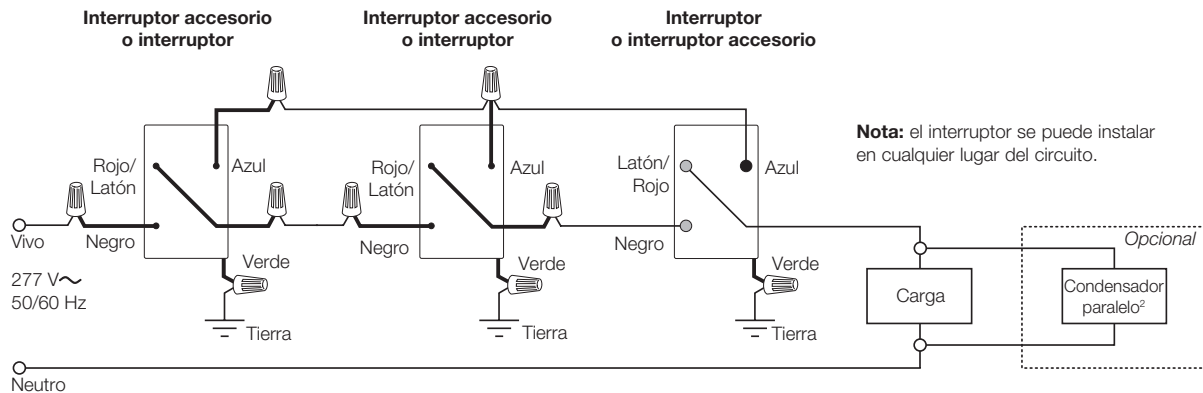 Interruptor accesorio
o interruptor
Interruptor accesorio
o interruptor
Interruptor
o interruptor accesorio
Nota: el interruptor se puede instalar
en cualquier lugar del circuito.
Rojo/
Latón
Azul
Rojo/
Latón
Azul
Latón/
Rojo
Azul
Vivo
Negro
Negro
Negro
Opcional
277 V~
50/60 Hz
Verde
Verde
Verde
Carga
Condensador
paralelo²
Tierra
Tierra
Tierra
Neutro